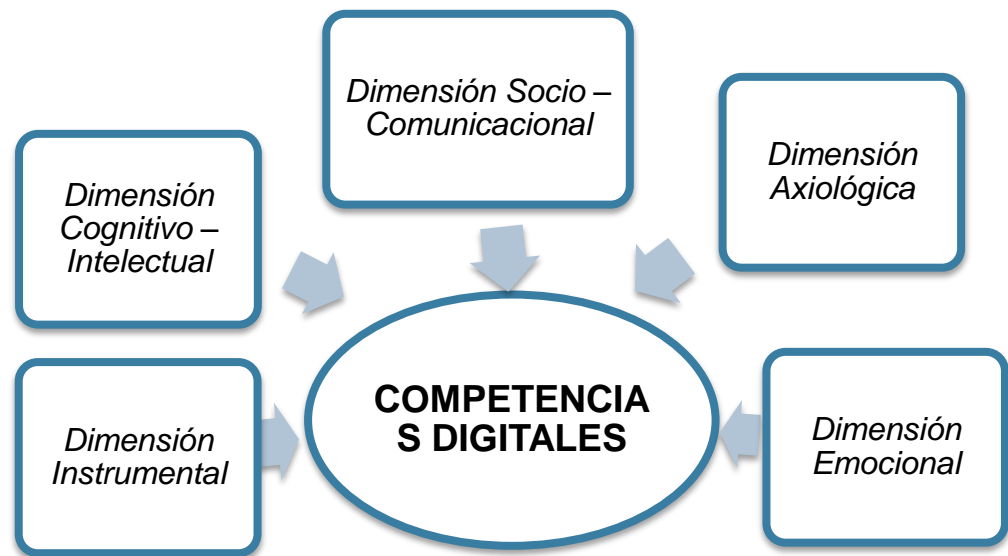 Dimensión Socio –
Comunicacional
Dimensión
Axiológica
Dimensión
Cognitivo –
Intelectual
COMPETENCIA
S DIGITALES
Dimensión
Instrumental
Dimensión
Emocional